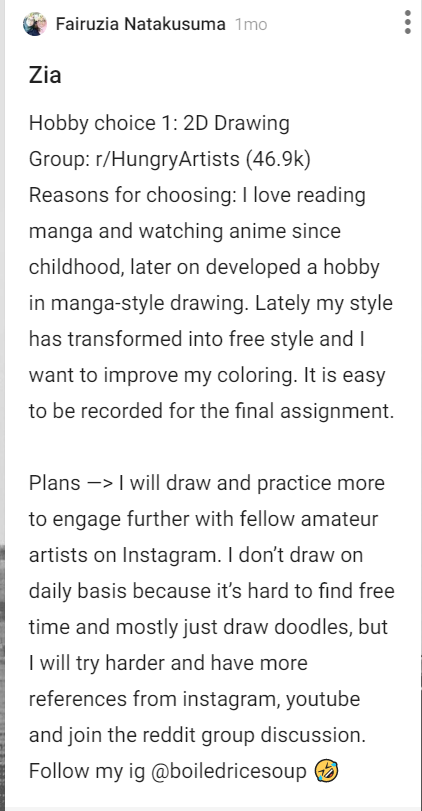 Fairuzia Natakusuma 1mo
Zia
Hobby choice 1: 2D Drawing
Group: r/HungryArtists (46.9k)
Reasons for choosing: I love reading
manga and watching anime since
childhood, later on developed a hobby
in manga-style drawing. Lately my style
has transformed into free style and I
want to improve my coloring. It is easy
to be recorded for the final assignment.
Plans —> I will draw and practice more
to engage further with fellow amateur
artists on Instagram. I don’t draw on
daily basis because it’s hard to find free
time and mostly just draw doodles, but
I will try harder and have more
references from instagram, youtube
and join the reddit group discussion.
Follow my ig @boiledricesoup 🤣